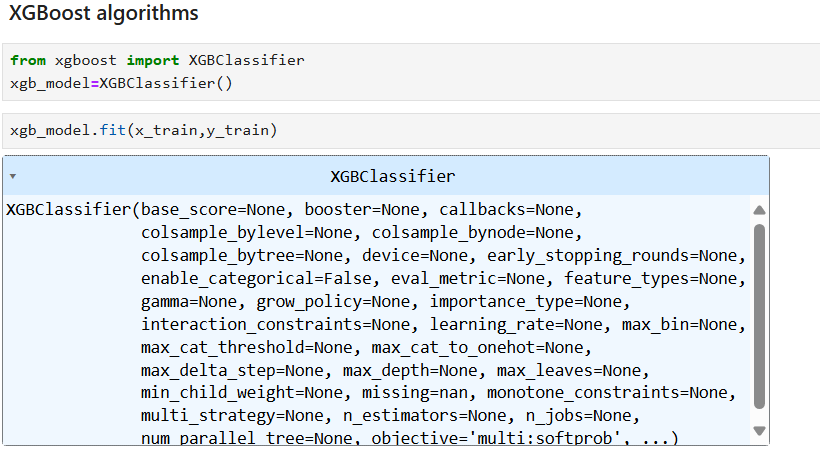 XGBoost algorithms
from xgboost import XGBClassifier
xgb_model=XGBClassifier()
xgb_model.fit(x_train,y_train)
XGBClassifier
XGBClassifier(base_score=None, booster=None, callbacks=None,
colsample_bylevel=None, colsample_bynode=None,
colsample_bytree=None, device=None, early_stopping_rounds=None,
enable_categorical=False, eval_metric=None, feature_types=None,
gamma=None, grow_policy=None, importance_type=None,
interaction_constraints=None, learning_rate=None, max_bin=None,
max_cat_threshold=None, max_cat_to_onehot=None,
max_delta_step=None, max_depth=None, max_leaves=None,
min_child_weight=None, missing=nan, monotone_constraints=None,
multi_strategy=None, n_estimators=None, n_jobs=None,
num_parallel_tree=None, objective='multi:softprob', ...)